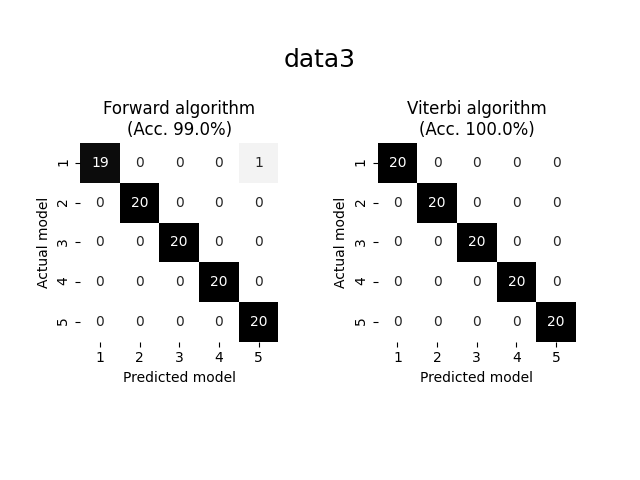 data3
Forward algorithm
(Acc. 99.0%)
Actual model
1 19 0 0 0 1
2 0 20 0 0 0
3 0 0 20 0 0
4 0 0 0 20 0
5 0 0 0 0 20
1 2 3 4 5
Predicted model
Viterbi algorithm
(Acc. 100.0%)
Actual model
1 20 0 0 0 0
2 0 20 0 0 0
3 0 0 20 0 0
4 0 0 0 20 0
5 0 0 0 0 20
1 2 3 4 5
Predicted model